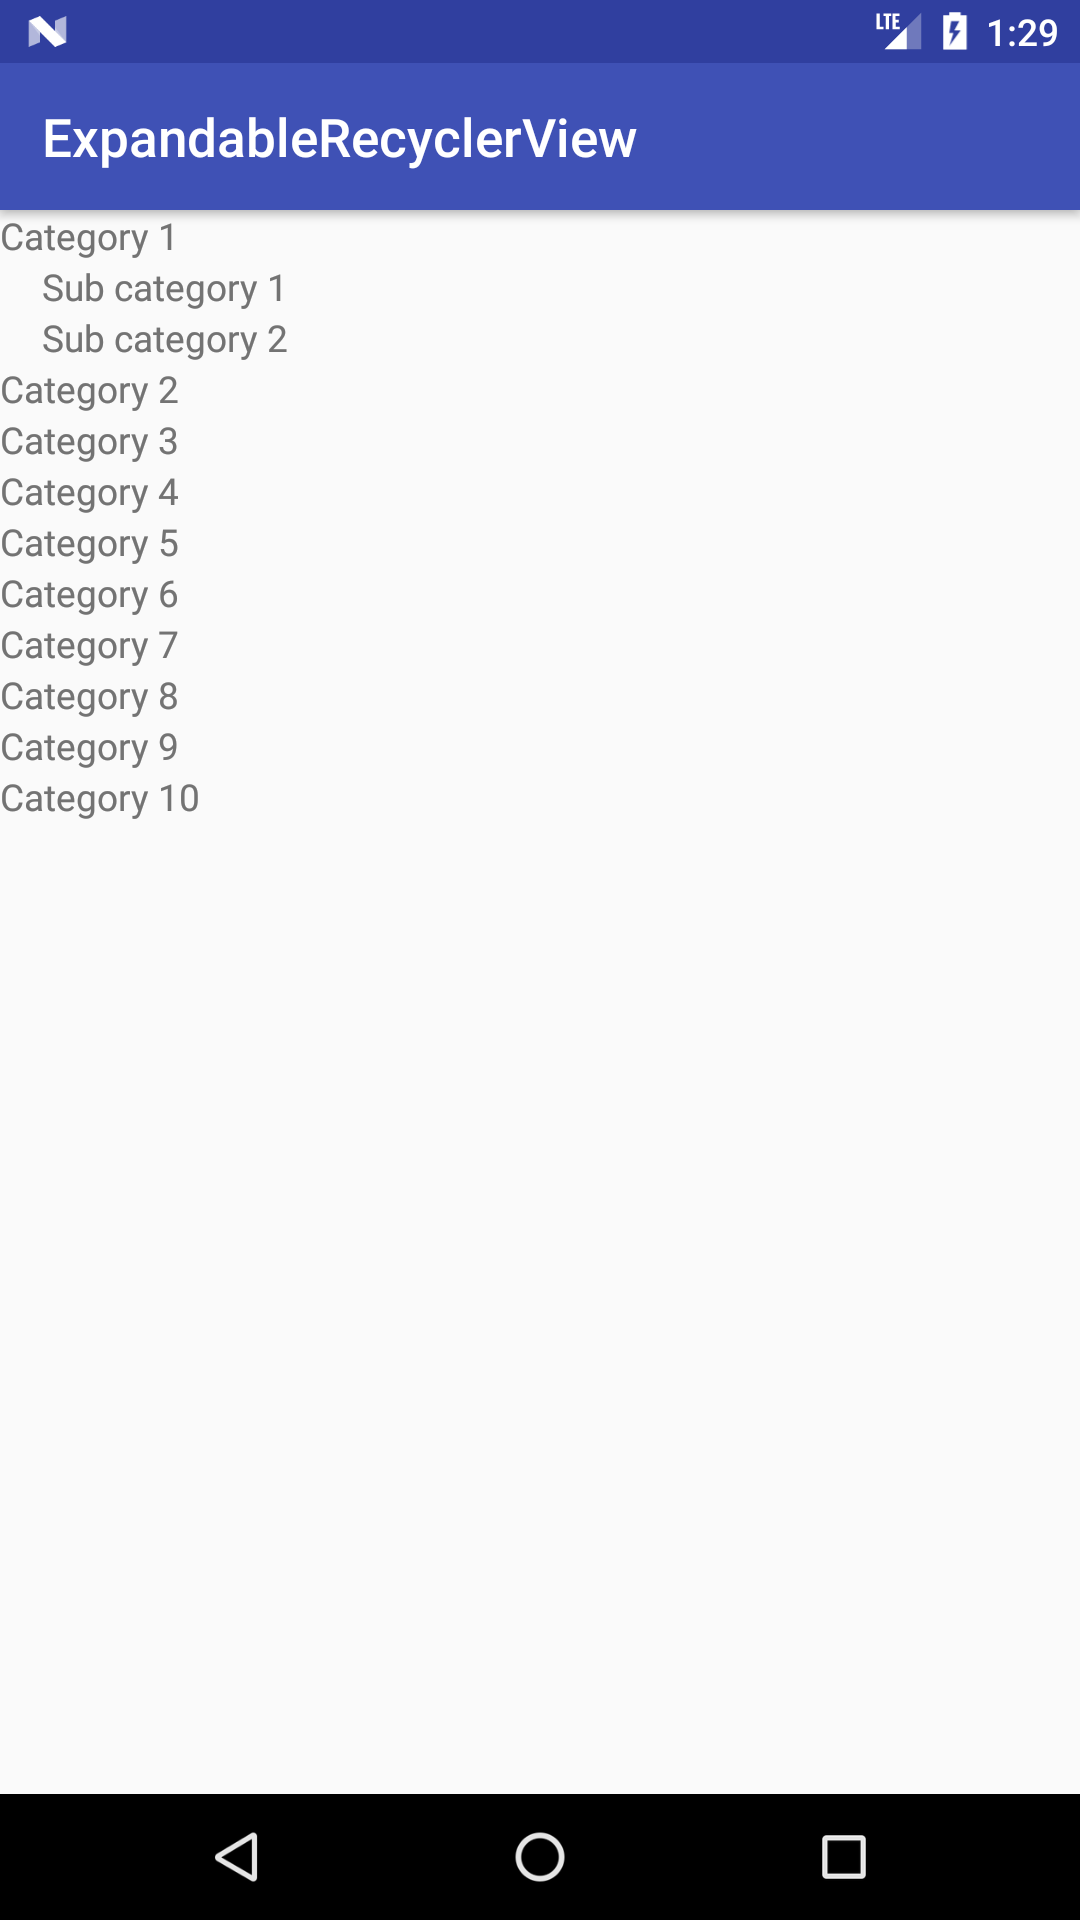 LTE 1:29
ExpandableRecyclerView
Category 1
Sub category 1
Sub category 2
Category 2
Category 3
Category 4
Category 5
Category 6
Category 7
Category 8
Category 9
Category 10